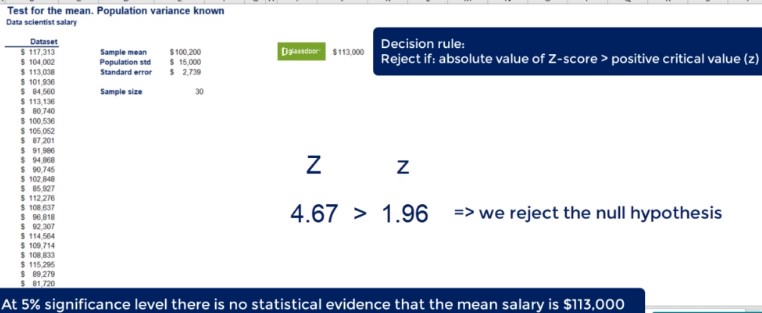 Test for the mean. Population variance known
Data scientist salary
Dataset
$ 117,313
$ 104,002
$ 113,038
$ 101,936
$ 84,560
$ 113,136
$ 80,740
$ 100,536
$ 105,052
$ 87,201
$ 91,986
$ 94,868
$ 90,745
$ 102,848
$ 85,927
$ 112,276
$ 108,637
$ 96,818
$ 92,307
$ 114,564
$ 109,714
$ 108,833
$ 115,295
$ 89,279
$ 81,720
Sample mean $100,200
Population std $ 15,000
Standard error $ 2,739
Sample size 30
glassdoor $113,000
Decision rule:
Reject if: absolute value of Z-score > positive critical value (z)
Z z
4.67 > 1.96 => we reject the null hypothesis
At 5% significance level there is no statistical evidence that the mean salary is $113,000